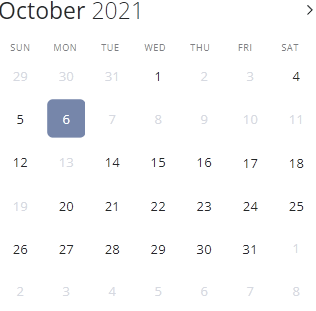 October 2021
SUN MON TUE WED THU FRI SAT
29 30 31 1 2 3 4
5 6 7 8 9 10 11
12 13 14 15 16 17 18
19 20 21 22 23 24 25
26 27 28 29 30 31 1
2 3 4 5 6 7 8